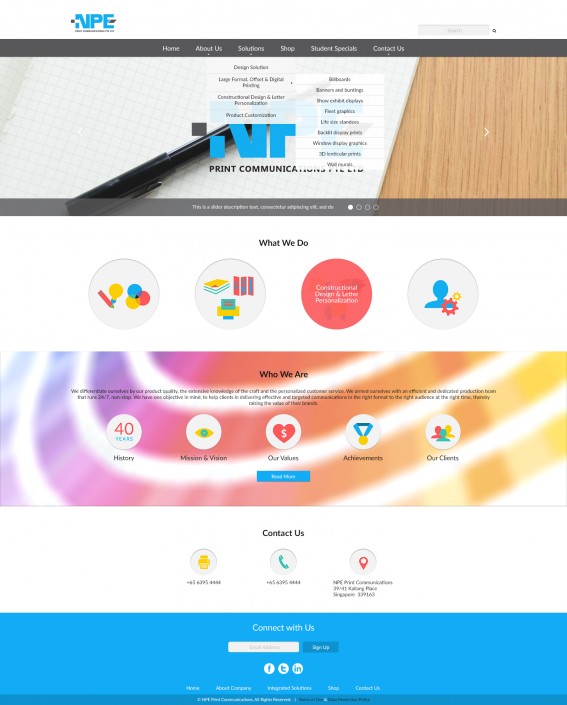 NPE
PRINT COMMUNICATIONS PTE LTD
Search
Home About Us Solutions Shop Student Specials Contact Us
Design Solution
Large Format, Offset & Digital
Printing
Constructional Design & Letter
Personalization
Product Customization
Billboards
Banners and buntings
Show exhibit displays
Fleet graphics
Life size standees
Backlit display prints
Window display graphics
3D lenticular prints
Wall murals
PRINT COMMUNICATIONS PTE LTD
This is a slider description text, consectetur adipiscing elit, sed do
What We Do
Constructional
Design & Letter
Personalization
Who We Are
We differentiate ourselves by our product quality, the extensive knowledge of the craft and the personalized customer service. We armed ourselves with an efficient and dedicated production team
that runs 24/7, non-stop. We have one objective in mind, to help clients in delivering effective and targeted communications in the right format to the right audience at the right time, thereby
raising the value of their brands.
40
YEARS
History Mission & Vision Our Values Achievements Our Clients
Read More
Contact Us
+65 6395 4444 +65 6395 4444 NPE Print Communications
39/41 Kallang Place
Singapore 339163
Connect with Us
Email Address Sign Up
Home About Company Integrated Solutions Shop Contact Us
© NPE Print Communications, All Rights Reserved. | Terms of Use & Data Protection Policy